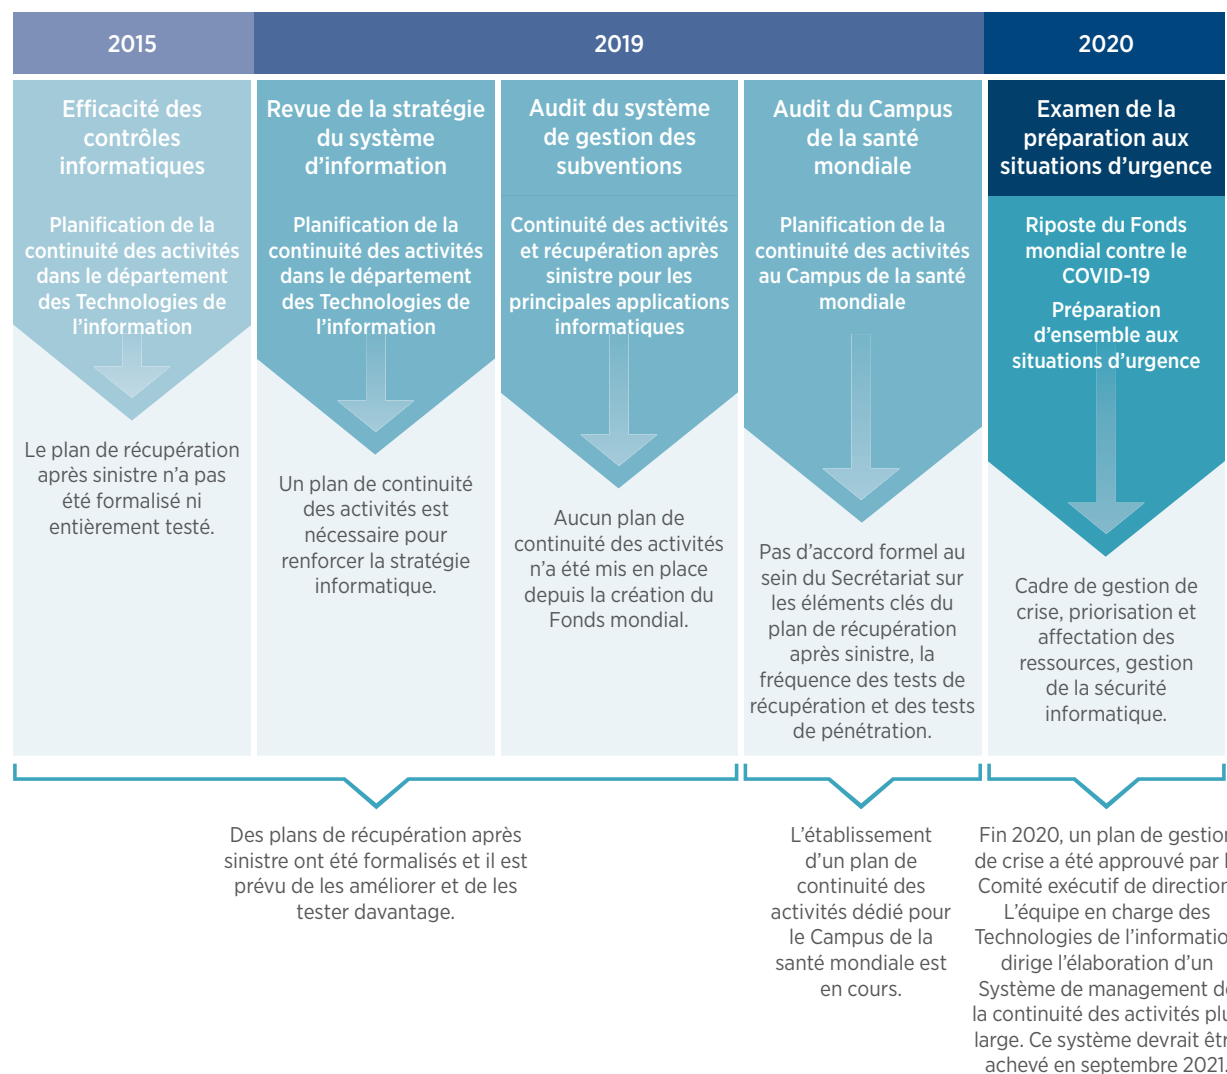 2015
2019
2020
Efficacité des
contrôles
informatiques
Planification de la
continuité des activités
dans le département
des Technologies de
l’information
Le plan de récupération
après sinistre n’a pas
été formalisé ni
entièrement testé.
Revue de la stratégie
du système
d’information
Planification de la
continuité des activités
dans le département
des Technologies de
l’information
Un plan de continuité
des activités est
nécessaire pour
renforcer la stratégie
informatique.
Audit du système
de gestion des
subventions
Continuité des activités
et récupération après
sinistre pour les
principales applications
informatiques
Aucun plan de
continuité des activités
n’a été mis en place
depuis la création du
Fonds mondial.
Audit du Campus
de la santé
mondiale
Planification de la
continuité des activités
au Campus de la santé
mondiale
Pas d’accord formel au
sein du Secrétariat sur
les éléments clés du
plan de récupération
après sinistre, la
fréquence des tests de
récupération et des tests
de pénétration.
Examen de la
préparation aux
situations d’urgence
Riposte du Fonds
mondial contre le
COVID-19
Préparation
d’ensemble aux
situations d’urgence
Cadre de gestion de
crise, priorisation et
affectation des
ressources, gestion
de la sécurité
informatique.
Des plans de récupération après
sinistre ont été formalisés et il est
prévu de les améliorer et de les
tester davantage.
L’établissement
d’un plan de
continuité des
activités dédié pour
le Campus de la
santé mondiale est
en cours.
Fin 2020, un plan de gestion
de crise a été approuvé par
Comité exécutif de direction
L’équipe en charge des
Technologies de l’informatio
dirige l’élaboration d’un
Système de management de
la continuité des activités plu
large. Ce système devrait êtr
achevé en septembre 2021.